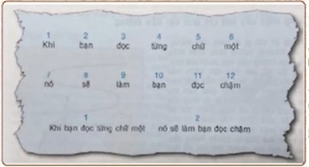 1 2 3 4 5 6
Khi bạn đọc từng chữ một
7 8 9 10 11 12
nó sẽ làm bạn đọc chậm
1 2
Khi bạn đọc từng chữ một nó sẽ làm bạn đọc chậm